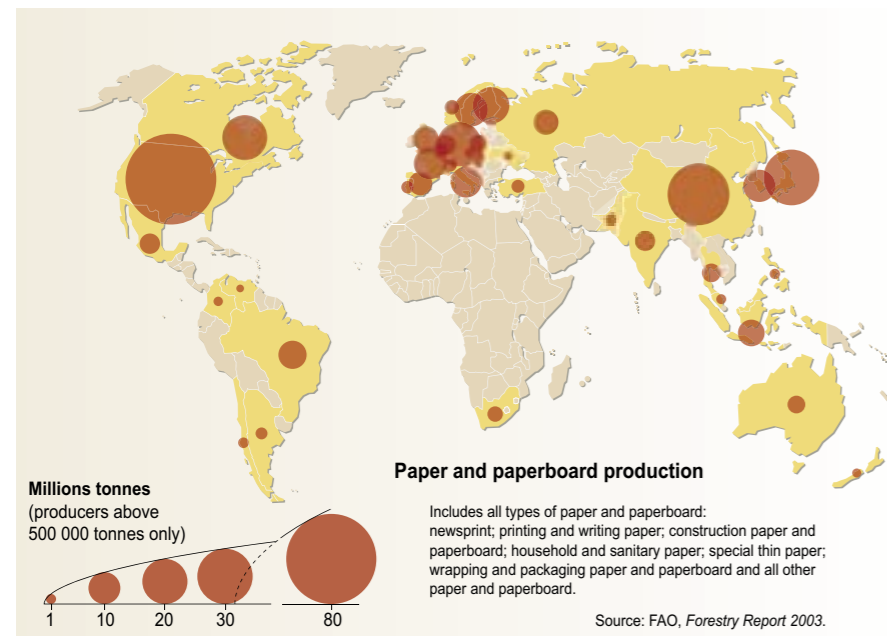 Paper and paperboard production
Millions tonnes
(producers above
500 000 tonnes only)
1 10 20 30 80
Includes all types of paper and paperboard:
newsprint; printing and writing paper; construction paper and
paperboard; household and sanitary paper; special thin paper;
wrapping and packaging paper and paperboard and all other
paper and paperboard.
Source: FAO, Forestry Report 2003.